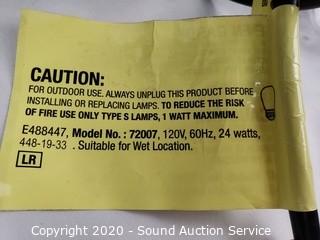 CAUTION:
FOR OUTDOOR USE. ALWAYS UNPLUG THIS PRODUCT BEFORE
INSTALLING OR REPLACING LAMPS. TO REDUCE THE RISK
OF FIRE USE ONLY TYPE S LAMPS, 1 WATT MAXIMUM.
E488447, Model No. : 72007, 120V, 60Hz, 24 watts,
448-19-33 . Suitable for Wet Location.
LR
Copyright 2020 - Sound Auction Service